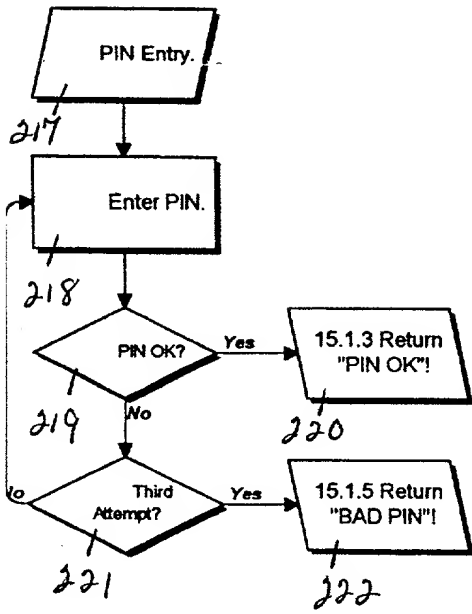 PIN Entry.
217
Enter PIN.
218
PIN OK?
Yes
15.1.3 Return
"PIN OK"!
219
No
220
Third
Attempt?
Yes
15.1.5 Return
"BAD PIN"!
lo
221
222